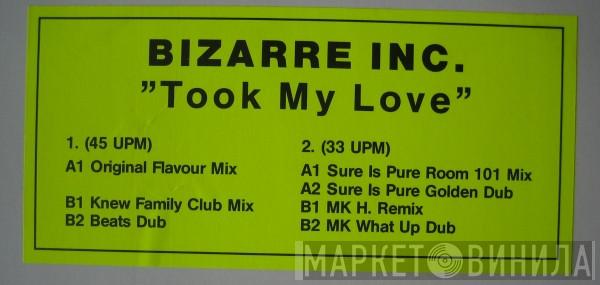 BIZARRE INC.
"Took My Love"
1. (45 UPM)
A1 Original Flavour Mix
B1 Knew Family Club Mix
B2 Beats Dub
2. (33 UPM)
A1 Sure Is Pure Room 101 Mix
A2 Sure Is Pure Golden Dub
B1 MK H. Remix
B2 MK What Up Dub
МАРКЕТ ВИНИЛА